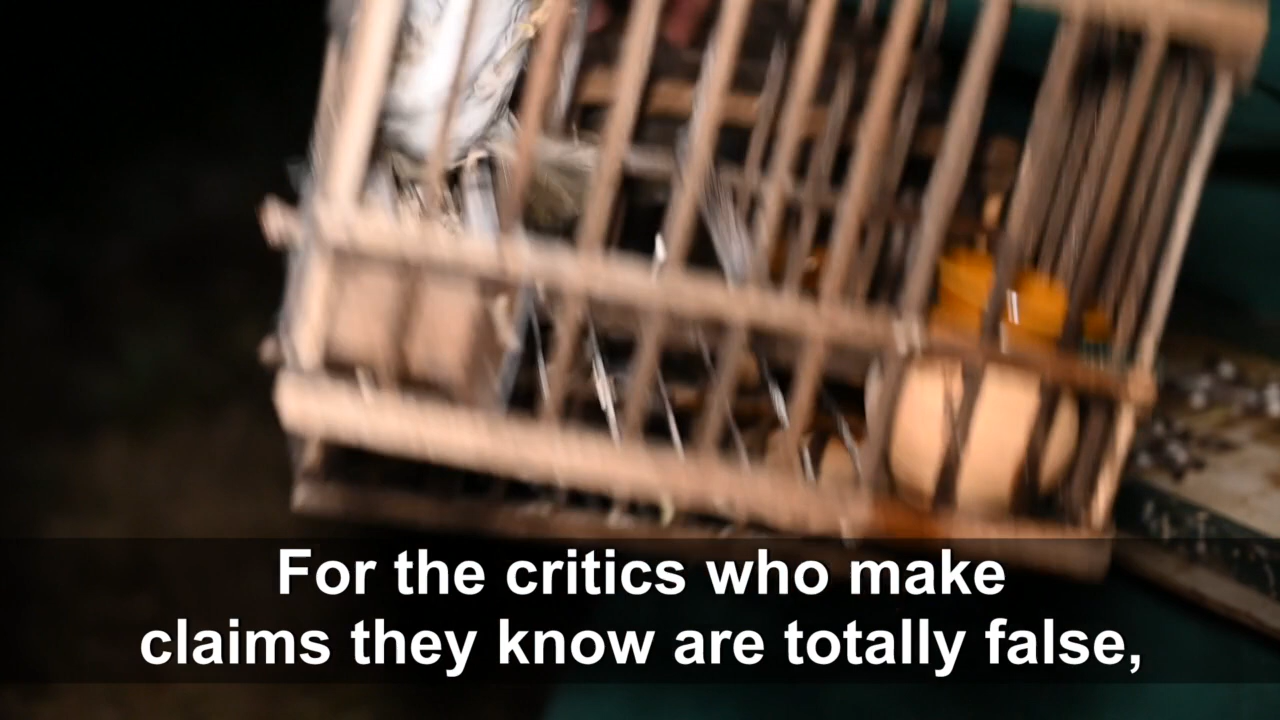 For the critics who make
claims they know are totally false,